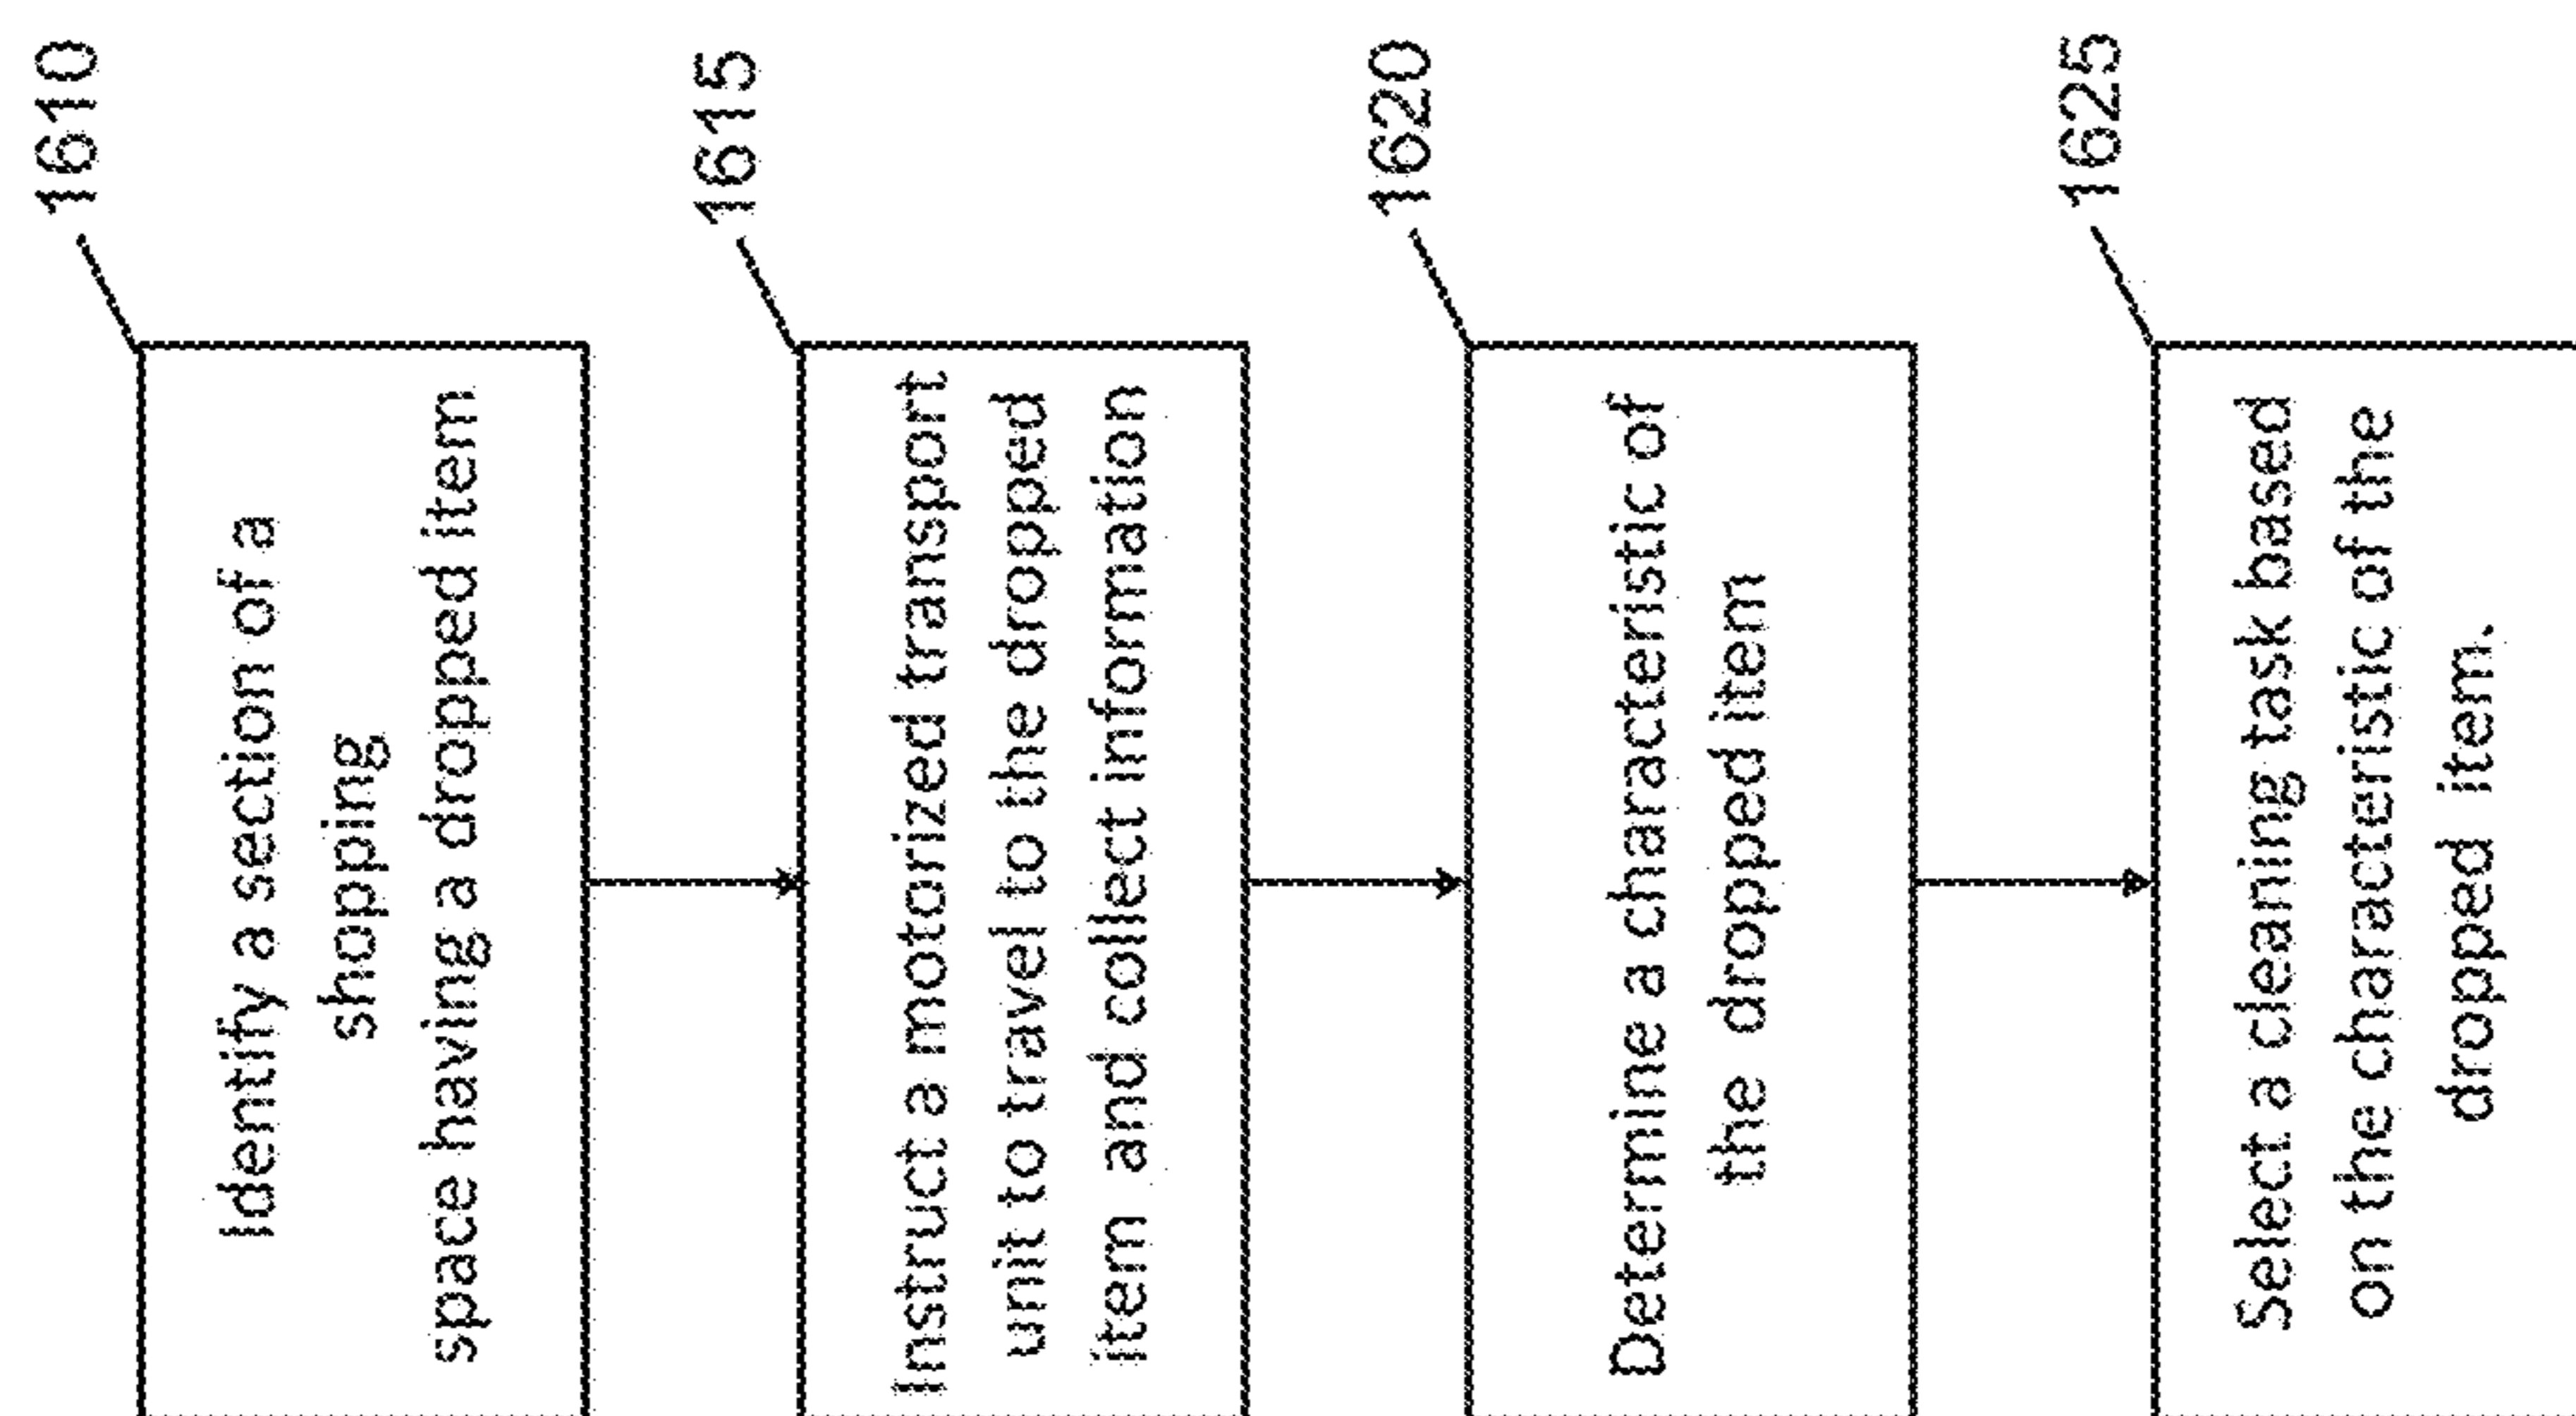 1610
Identify a section of a
shopping
space having a dropped item
1615
Instruct a motorized transport
unit to travel to the dropped
item and collect information
1620
Determine a characteristic of
the dropped item
1625
Select a cleaning task based
on the characteristic of the
dropped item.